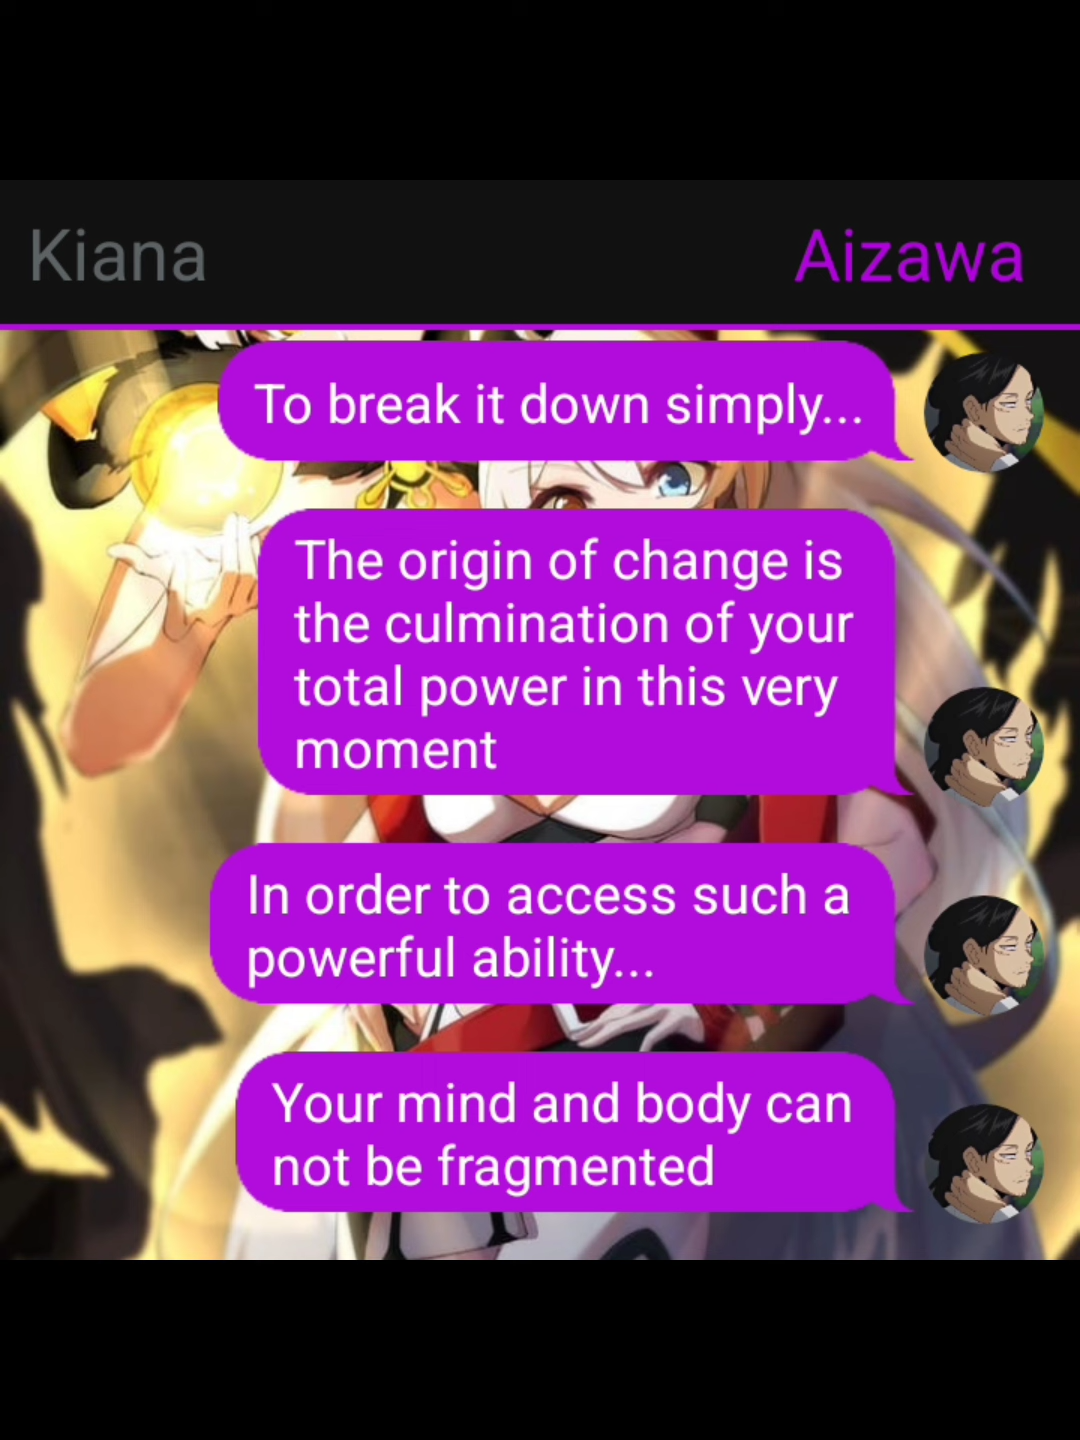 Kiana Aizawa
To break it down simply...
The origin of change is
the culmination of your
total power in this very
moment
In order to access such a
powerful ability...
Your mind and body can
not be fragmented